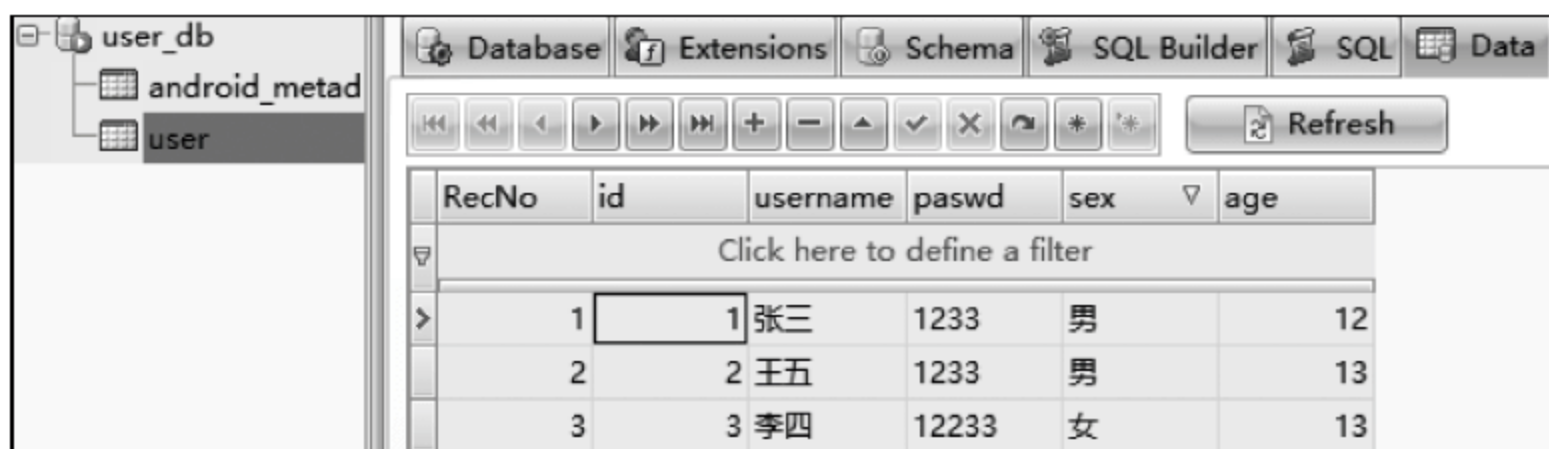 user_db
android_metad
user
Database Extensions Schema SQL Builder SQL Data
Refresh
RecNo id username paswd sex age
Click here to define a filter
1 1 张三 1233 男 12
2 2 王五 1233 男 13
3 3 李四 12233 女 13